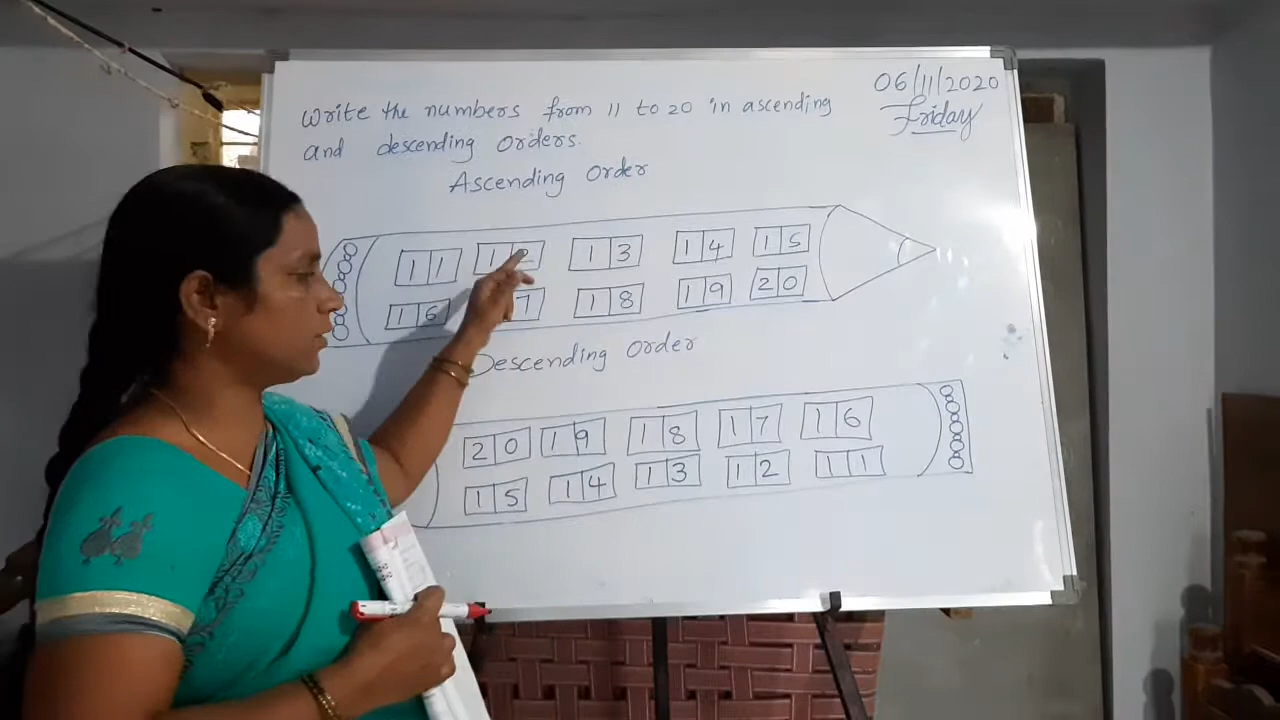 06/11/2020
Friday
Write the numbers from 11 to 20 in ascending
and descending orders.
Ascending Order
11 12 13 14 15
16 7 18 19 20
Descending Order
20 19 18 17 16
15 14 13 12 11